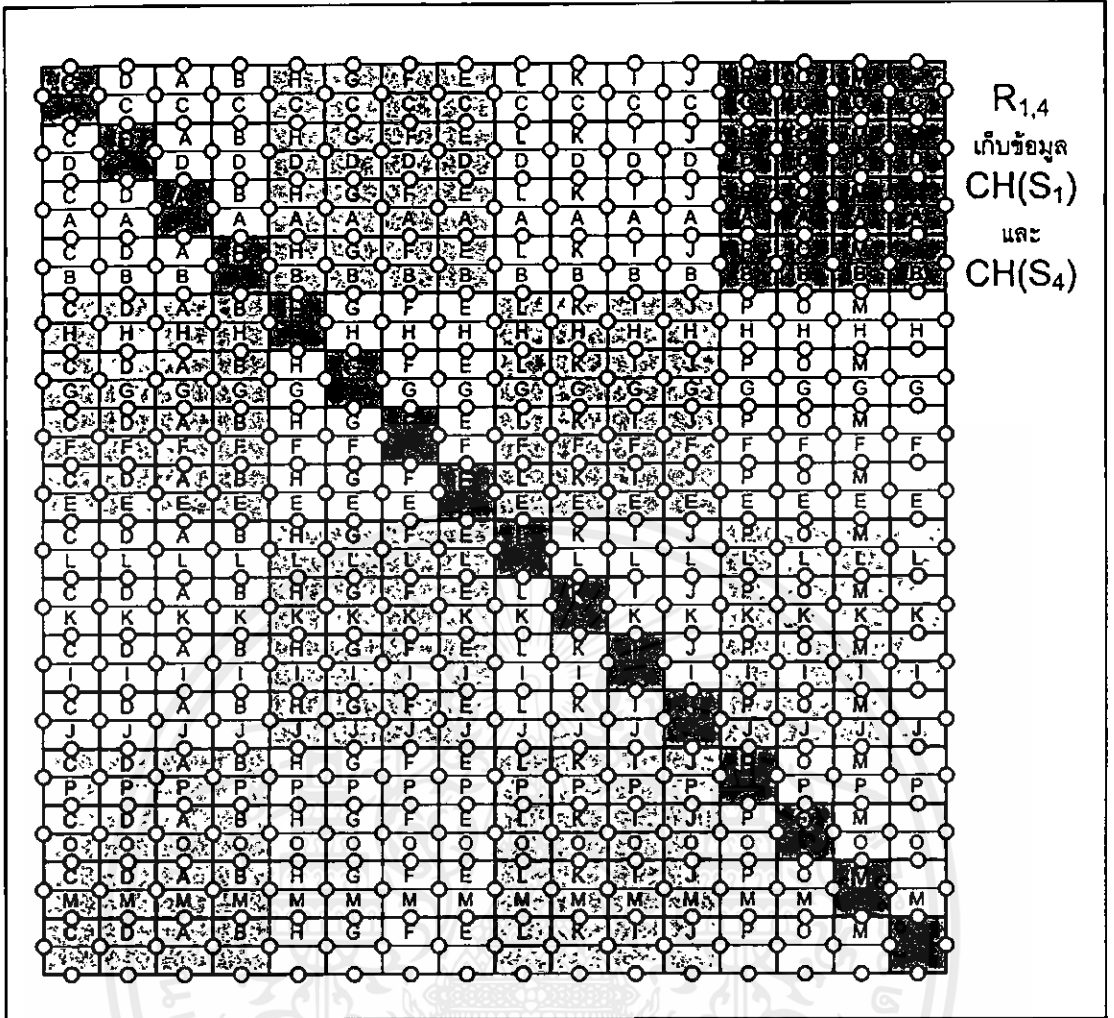 D A B H G F E L K I J
C C C C C C C C C C C
C A B H G F E L K I J
D D D D D D D D D D D
C D A B H G F E L K I J
A A A A A A A A A A A
C D A B H G F E L K I J
B B B B B B B B B B B B B B B
C D A B H G F E L K I J P O M
H H H H H H H H H H H H H H H
C D A B H G F E L K I J P O M
G G G G G G G G G G G G G G G
C D A B H G F E L K I J P O M
F F F F F F F F F F F F F F F
C D A B H G F E L K I J P O M
E E E E E E E E E E E E E E E
C D A B H G F E L K I J P O M
L L L L L L L L L L L L L L L
C D A B H G F E L K I J P O M
K K K K K K K K K K K K K K K
C D A B H G F E L K I J P O M
I I I I I I I I I I I I I I I
C D A B H G F E L K I J P O M
J J J J J J J J J J J J J J J
C D A B H G F E L K I J P O M
P P P P P P P P P P P P P P P
C D A B H G F E L K I J P O M
O O O O O O O O O O O O O O O
C D A B H G F E L K I J P O M
M M M M M M M M M M M M M M M
C D A B H G F E L K I J P O M
R1,4
เก็บข้อมูล
CH(S1)
และ
CH(S4)